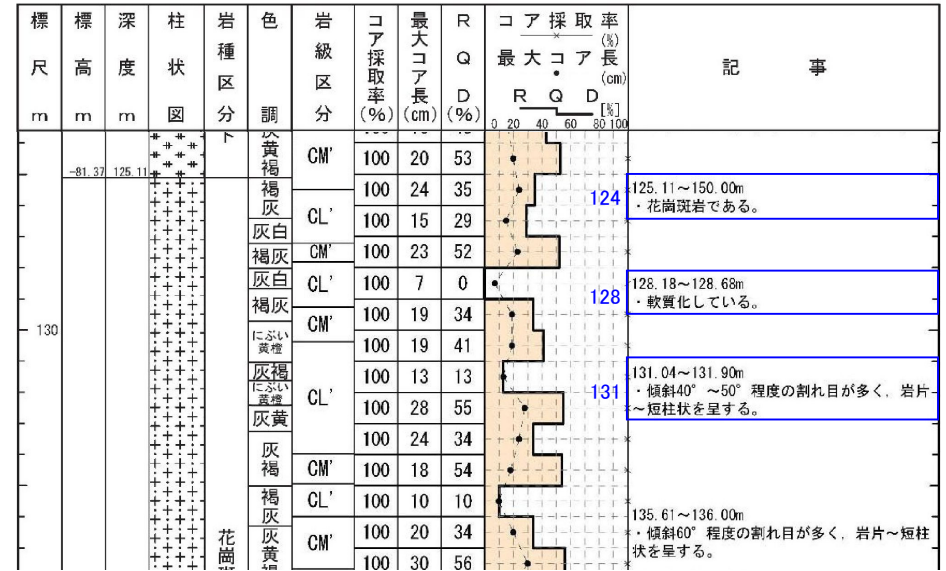 標尺m 標高m 深度m 柱状図 岩種区分 色調 岩級区分 コア採取率(%) 最大コア長(cm) RQD(%) コア採取率(%) 最大コア長(cm) RQD[%] 記事
0 20 40 60 80 100
黄褐 CM' 100 20 53
-81.37 125.11
褐灰 100 24 35
124 125.11～150.00m
・花崗斑岩である。
CL' 100 15 29
灰白
褐灰 CM' 100 23 52
灰白 CL' 100 7 0
128 128.18～128.68m
・軟質化している。
褐灰 CM' 100 19 34
130
にぶい黄橙 100 19 41
灰褐 100 13 13
131 131.04～131.90m
・傾斜40°～50°程度の割れ目が多く，岩片
～短柱状を呈する。
にぶい黄橙 CL' 100 28 55
灰黄
灰褐 100 24 34
CM' 100 18 54
褐灰 CL' 100 10 10
135.61～136.00m
・傾斜60°程度の割れ目が多く，岩片～短柱
状を呈する。
花崗 灰黄 CM' 100 20 34
100 30 56